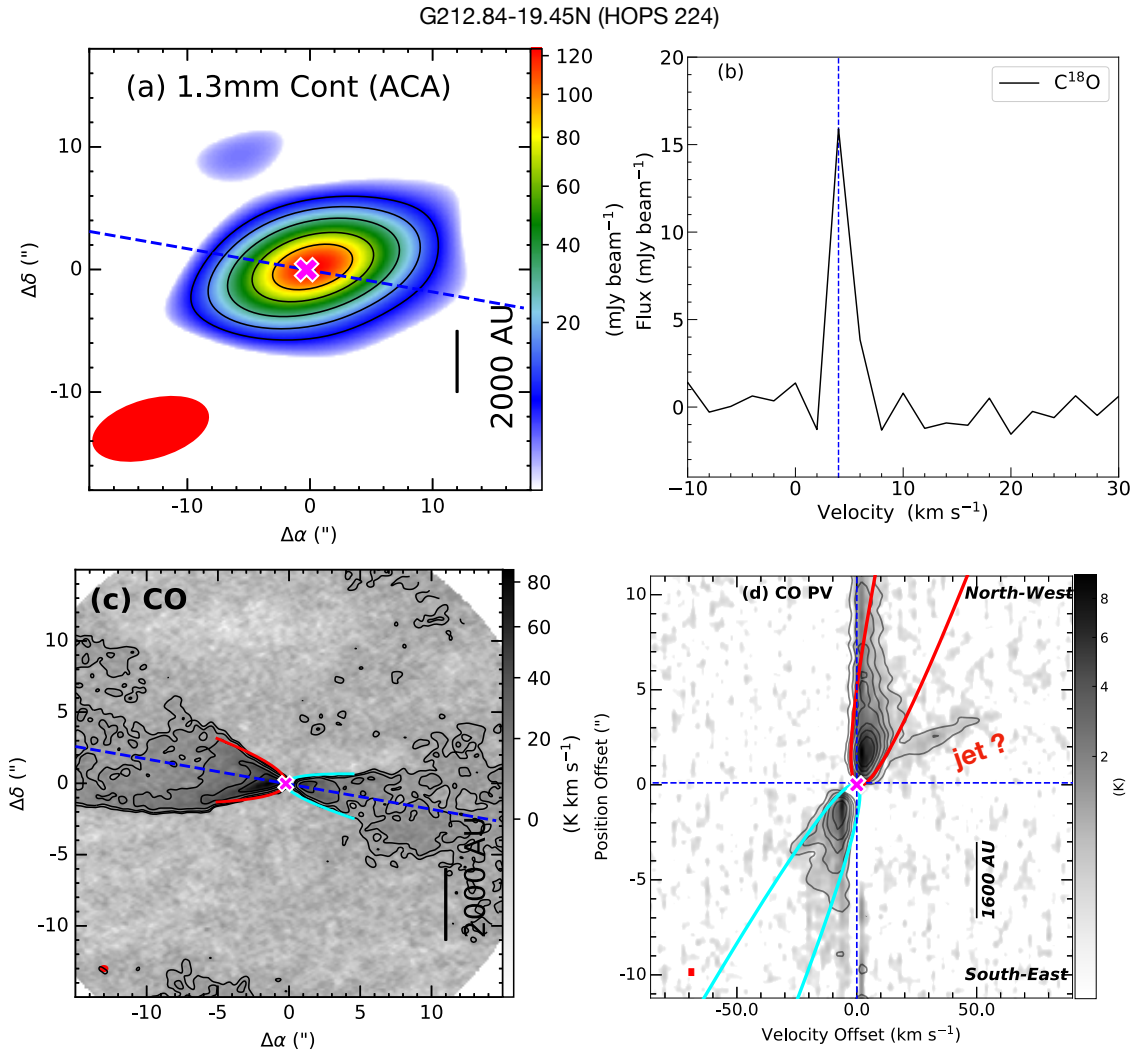 G212.84-19.45N (HOPS 224)
(a) 1.3mm Cont (ACA)
10
0
−10
Δδ (")
−10
0
10
Δα (")
2000 AU
120
100
80
60
40
20
(mJy beam⁻¹)
(b)
C¹⁸O
20
15
10
5
0
Flux (mJy beam⁻¹)
−10
0
10
20
30
Velocity (km s⁻¹)
(c) CO
15
10
5
0
−5
−10
Δδ (")
−10
−5
0
5
10
Δα (")
2000 AU
80
60
40
20
0
(K km s⁻¹)
(d) CO PV
North-West
jet ?
1600 AU
South-East
10
5
0
-5
-10
Position Offset (")
-50.0
0.0
50.0
Velocity Offset (km s⁻¹)
8
6
4
2
(K)